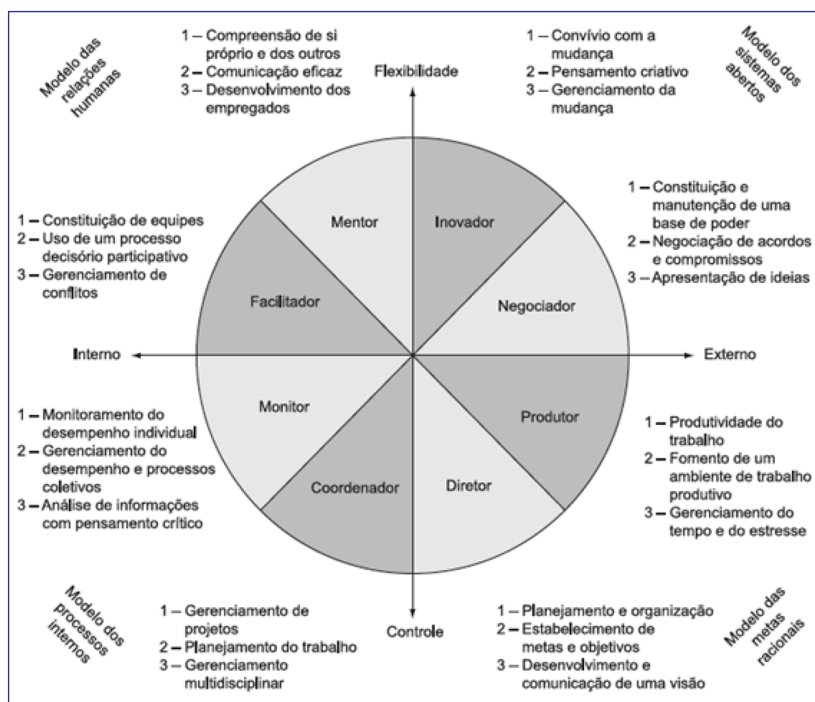 Modelo das
relações
humanas
1 – Compreensão de si
próprio e dos outros
2 – Comunicação eficaz
3 – Desenvolvimento dos
empregados
Flexibilidade
1 – Convívio com a
mudança
2 – Pensamento criativo
3 – Gerenciamento da
mudança
Modelo dos
sistemas
abertos
1 – Constituição de equipes
2 – Uso de um processo
decisório participativo
3 – Gerenciamento de
conflitos
Mentor
Inovador
Facilitador
Negociador
1 – Constituição e
manutenção de uma
base de poder
2 – Negociação de acordos
e compromissos
3 – Apresentação de ideias
Interno
Externo
1 – Monitoramento do
desempenho individual
2 – Gerenciamento do
desempenho e processos
coletivos
3 – Análise de informações
com pensamento crítico
Monitor
Coordenador
Diretor
Produtor
1 – Produtividade do
trabalho
2 – Fomento de um
ambiente de trabalho
produtivo
3 – Gerenciamento do
tempo e do estresse
Modelo dos
processos
internos
1 – Gerenciamento de
projetos
2 – Planejamento do trabalho
3 – Gerenciamento
multidisciplinar
Controle
1 – Planejamento e organização
2 – Estabelecimento de
metas e objetivos
3 – Desenvolvimento e
comunicação de uma visão
Modelo das
metas
racionais